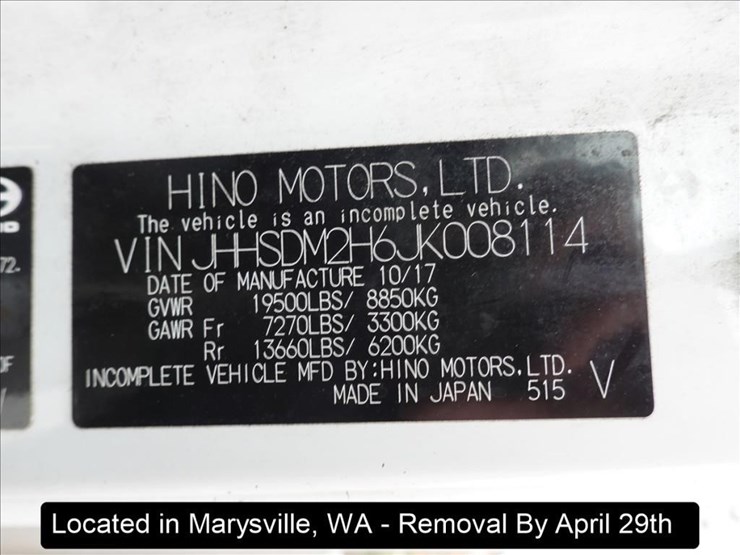 HINO MOTORS, LTD.
The vehicle is an incomplete vehicle.
VIN JHHSDM2H6JK008114
DATE OF MANUFACTURE 10/17
GVWR 19500LBS/ 8850KG
GAWR Fr 7270LBS/ 3300KG
Rr 13660LBS/ 6200KG
INCOMPLETE VEHICLE MFD BY:HINO MOTORS,LTD.
MADE IN JAPAN 515 V
72.
Located in Marysville, WA - Removal By April 29th